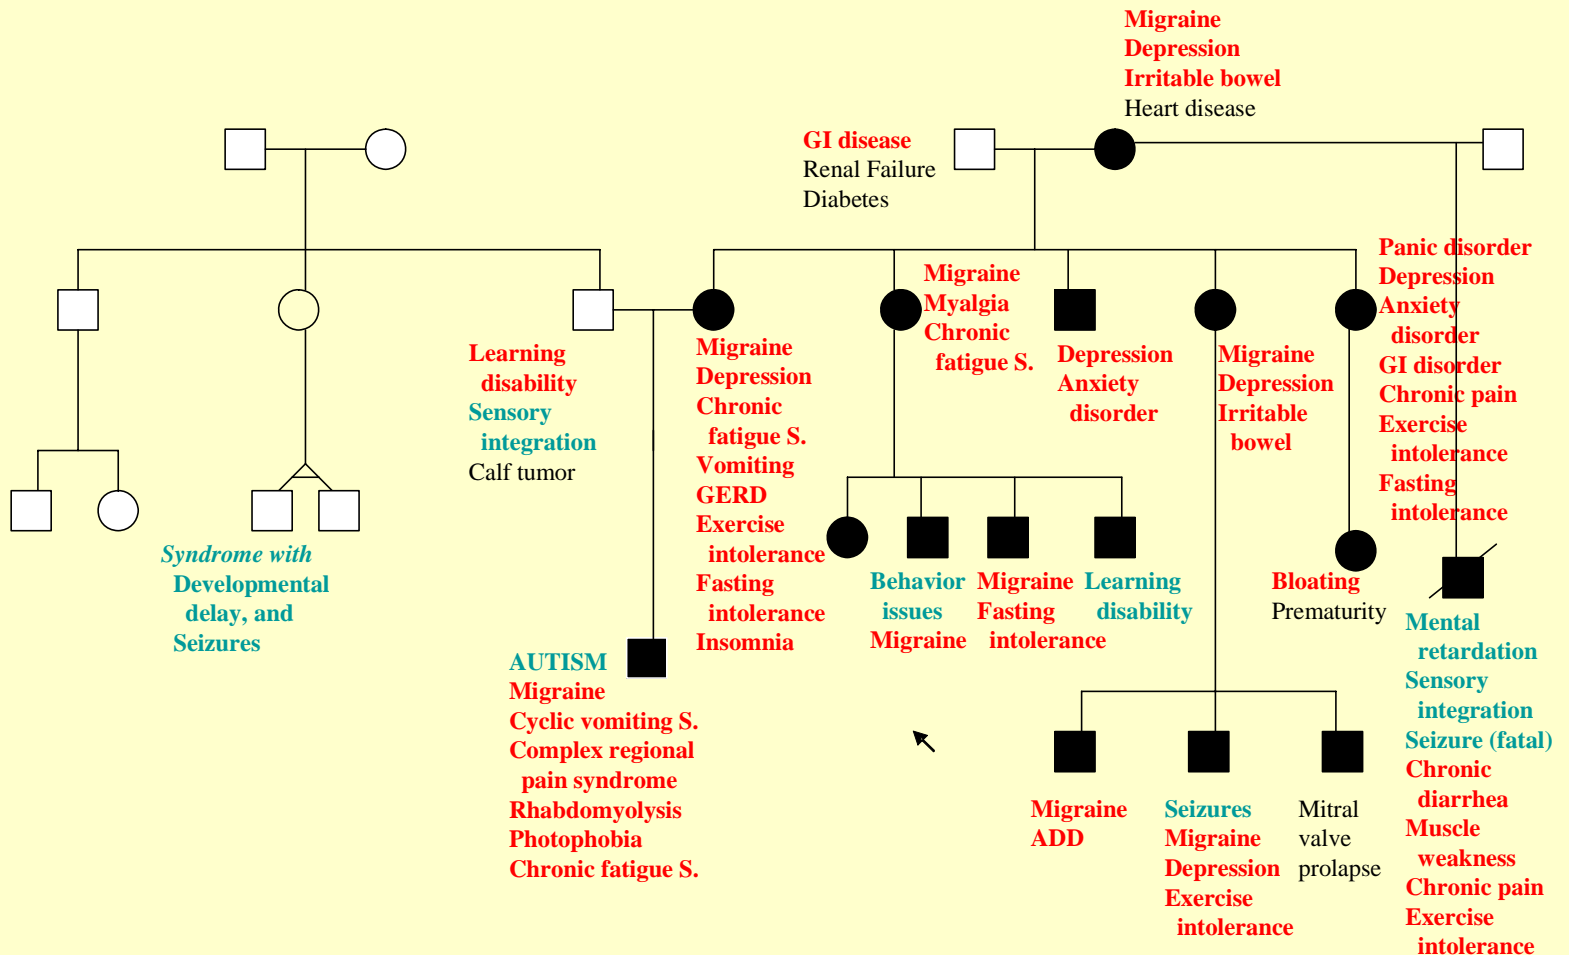 Migraine
Depression
Irritable bowel
Heart disease
GI disease
Renal Failure
Diabetes
Learning
disability
Sensory
integration
Calf tumor
Migraine
Depression
Chronic
fatigue S.
Vomiting
GERD
Exercise
intolerance
Fasting
intolerance
Insomnia
Migraine
Myalgia
Chronic
fatigue S.
Depression
Anxiety
disorder
Migraine
Depression
Irritable
bowel
Panic disorder
Depression
Anxiety
disorder
GI disorder
Chronic pain
Exercise
intolerance
Fasting
intolerance
Syndrome with
Developmental
delay, and
Seizures
AUTISM
Migraine
Cyclic vomiting S.
Complex regional
pain syndrome
Rhabdomyolysis
Photophobia
Chronic fatigue S.
Behavior
issues
Migraine
Migraine
Fasting
intolerance
Learning
disability
Migraine
ADD
Seizures
Migraine
Depression
Exercise
intolerance
Mitral
valve
prolapse
Bloating
Prematurity
Mental
retardation
Sensory
integration
Seizure (fatal)
Chronic
diarrhea
Muscle
weakness
Chronic pain
Exercise
intolerance